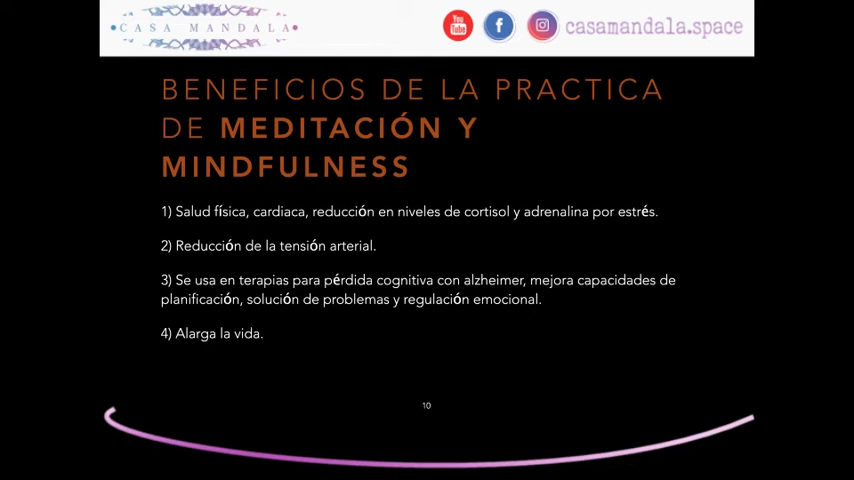 CASA MANDALA
You
Tube
casamandala.space
BENEFICIOS DE LA PRACTICA
DE MEDITACIÓN Y
MINDFULNESS
1) Salud física, cardiaca, reducción en niveles de cortisol y adrenalina por estrés.
2) Reducción de la tensión arterial.
3) Se usa en terapias para pérdida cognitiva con alzheimer, mejora capacidades de
planificación, solución de problemas y regulación emocional.
4) Alarga la vida.
10